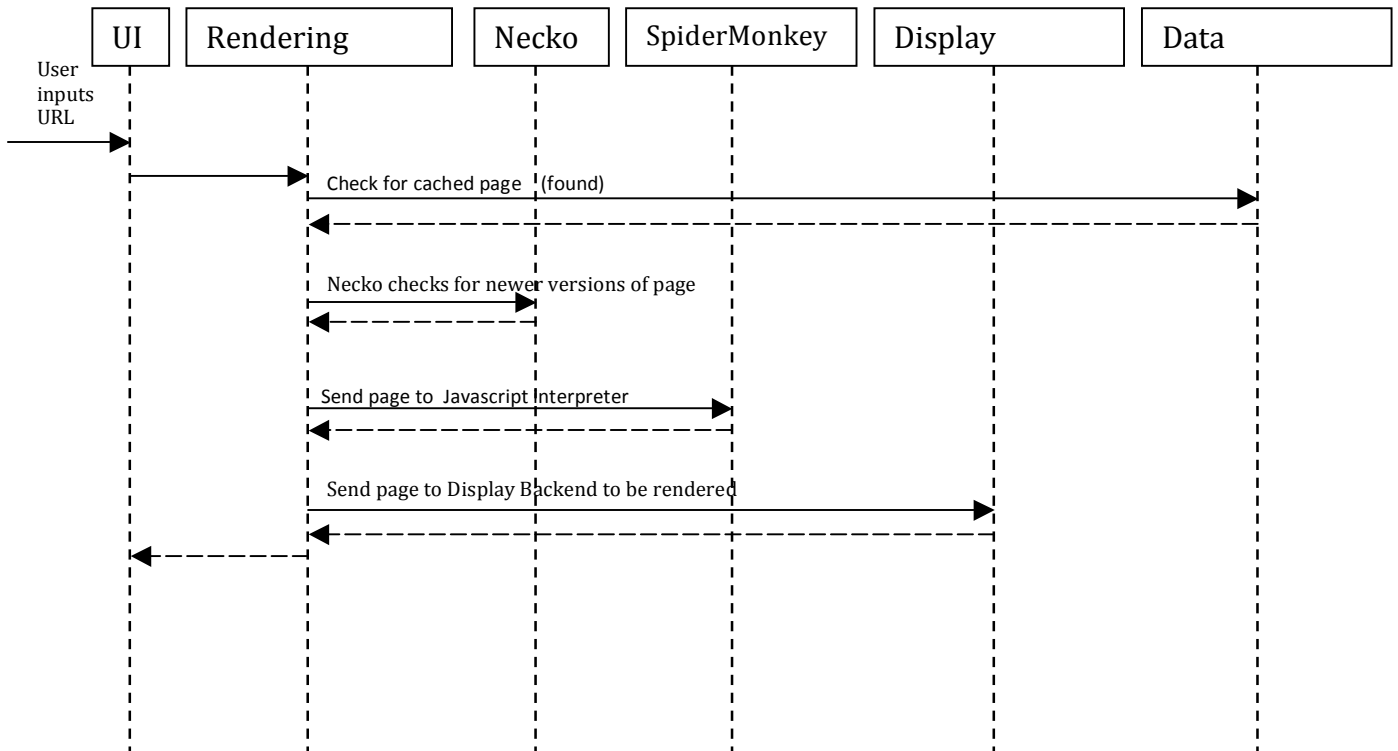 UI
Rendering
Necko
SpiderMonkey
Display
Data
User
inputs
URL
Check for cached page (found)
Necko checks for newer versions of page
Send page to Javascript Interpreter
Send page to Display Backend to be rendered